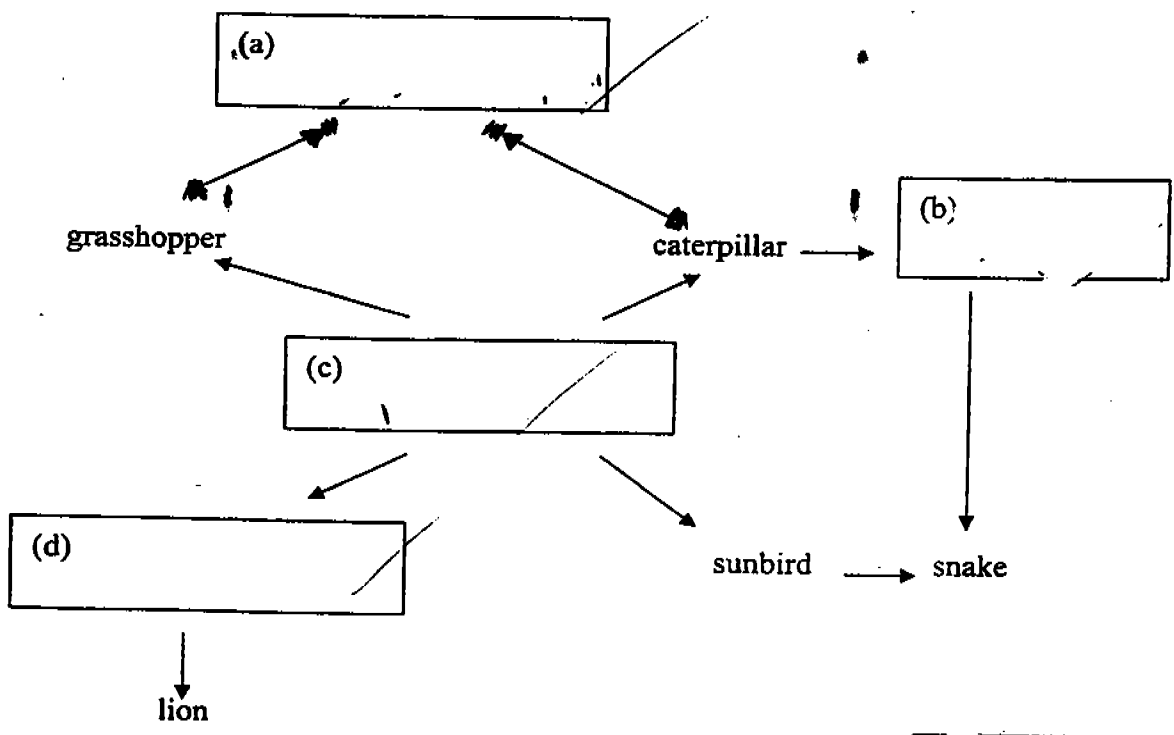 (a)
(b)
grasshopper
caterpillar
(c)
(d)
sunbird
snake
lion